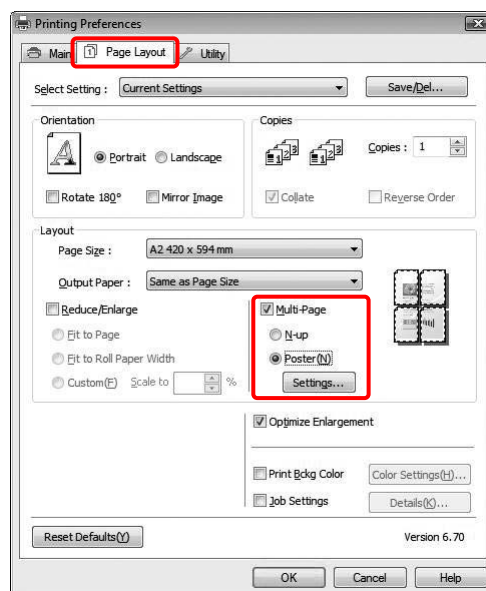 Printing Preferences
Main Page Layout Utility
Select Setting : Current Settings Save/Del...
Orientation Copies
Portrait Landscape Copies : 1
Rotate 180° Mirror Image Collate Reverse Order
Layout
Page Size : A2 420 x 594 mm
Output Paper : Same as Page Size
Reduce/Enlarge Multi-Page
Fit to Page N-up
Fit to Roll Paper Width Poster(N)
Custom(F) Scale to % Settings...
Optimize Enlargement
Print Bckg Color Color Settings(H)...
Job Settings Details(K)...
Reset Defaults(Y) Version 6.70
OK Cancel Help